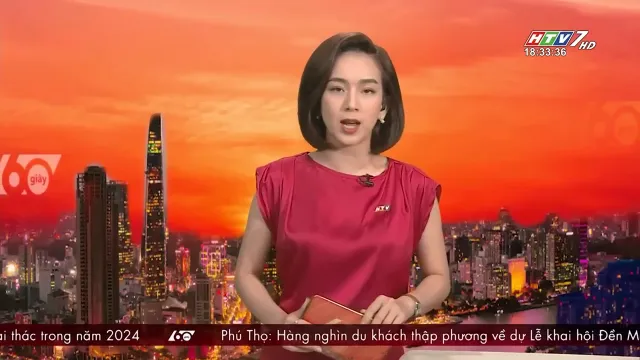 HTV7 HD
18:33:36
60 giây
HTV
ai thác trong năm 2024 60 Phú Thọ: Hàng nghìn du khách thập phương về dự Lễ khai hội Đền M